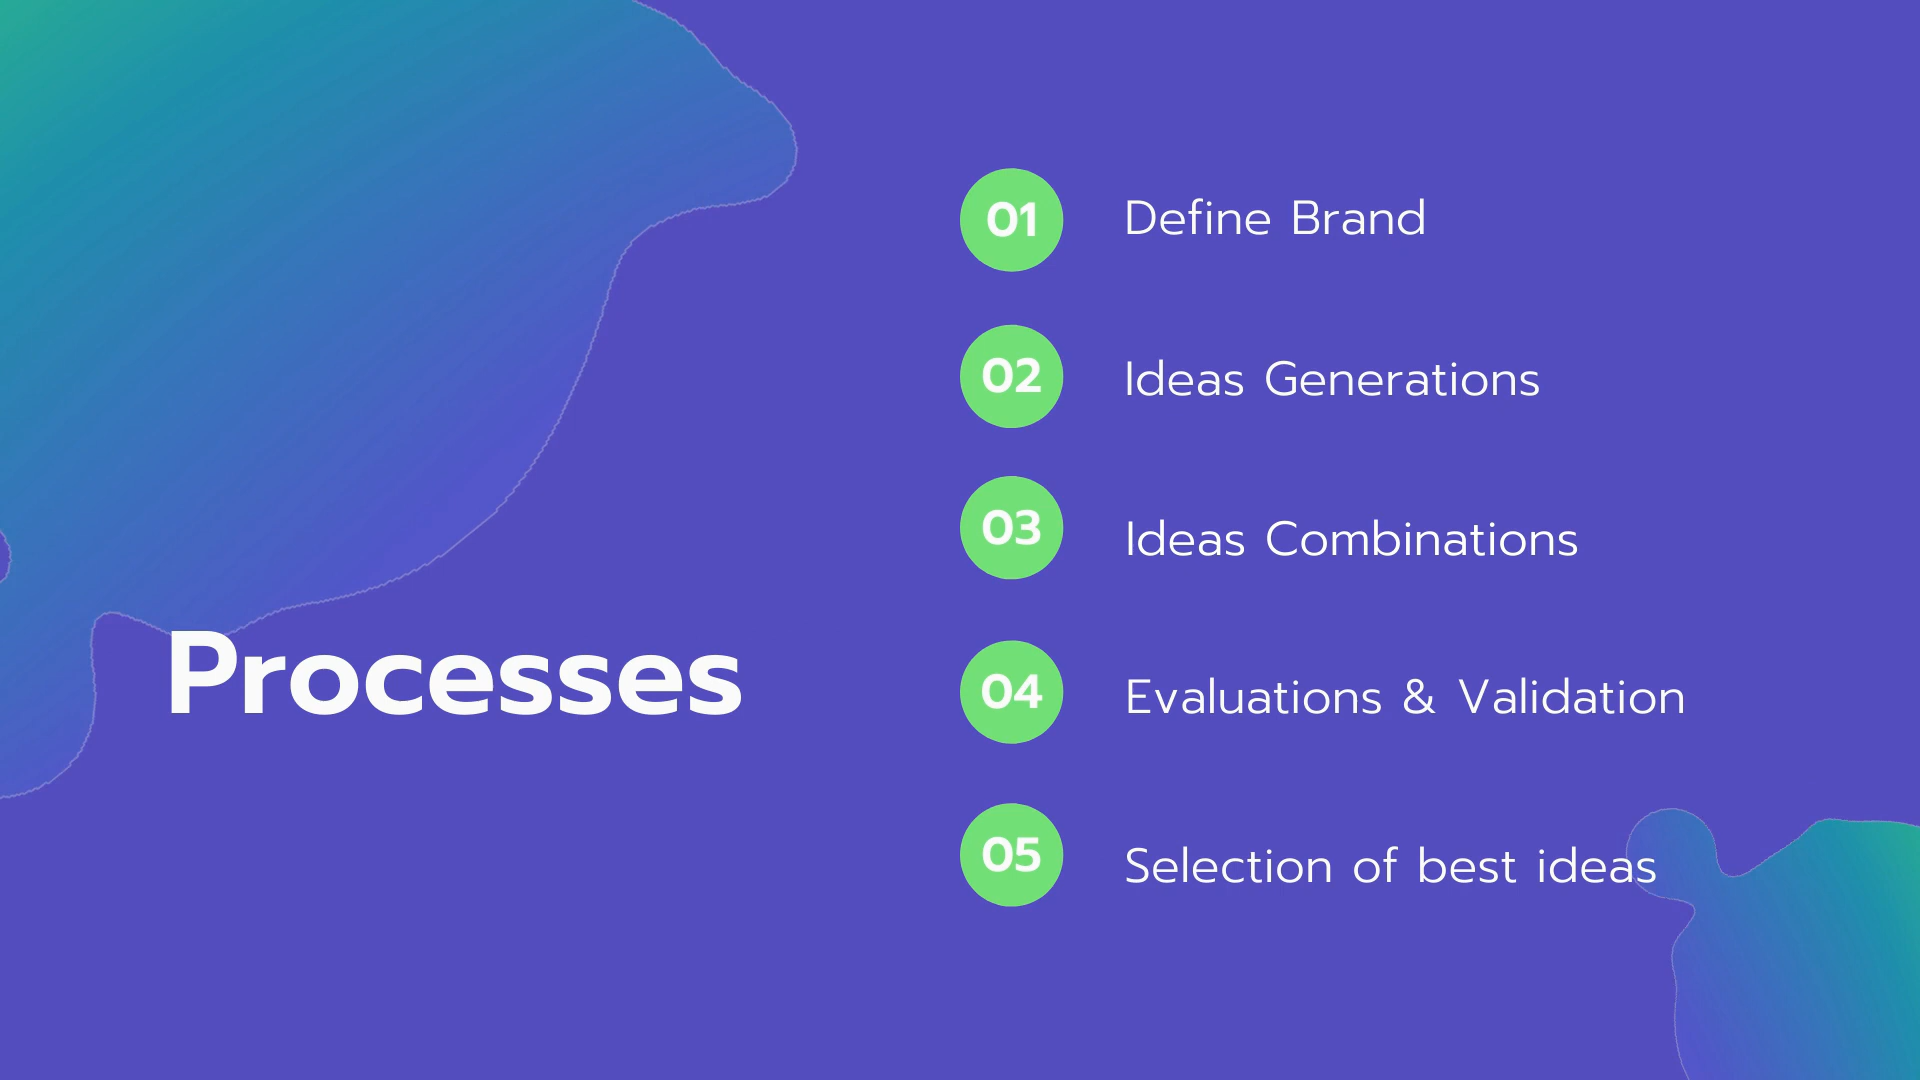 Processes
01 Define Brand
02 Ideas Generations
03 Ideas Combinations
04 Evaluations & Validation
05 Selection of best ideas